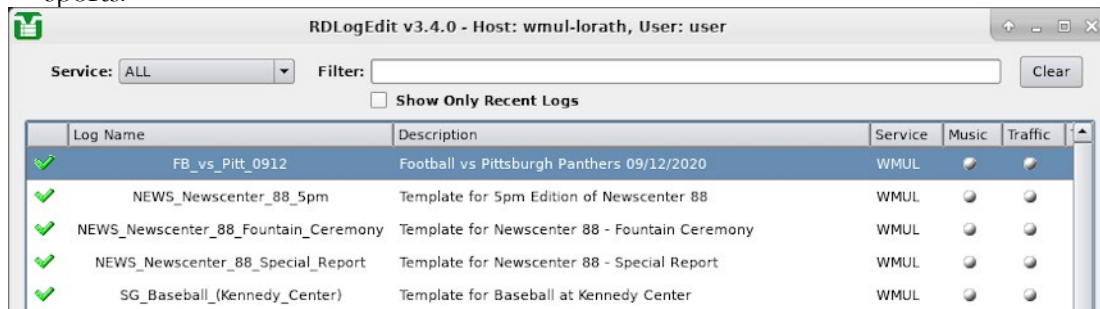 sports.
RDLogEdit v3.4.0 - Host: wmul-lorath, User: user
Service: ALL Filter: Clear
Show Only Recent Logs
Log Name Description Service Music Traffic
FB_vs_Pitt_0912 Football vs Pittsburgh Panthers 09/12/2020 WMUL
NEWS_Newscenter_88_5pm Template for 5pm Edition of Newscenter 88 WMUL
NEWS_Newscenter_88_Fountain_Ceremony Template for Newscenter 88 - Fountain Ceremony WMUL
NEWS_Newscenter_88_Special_Report Template for Newscenter 88 - Special Report WMUL
SG_Baseball_(Kennedy_Center) Template for Baseball at Kennedy Center WMUL